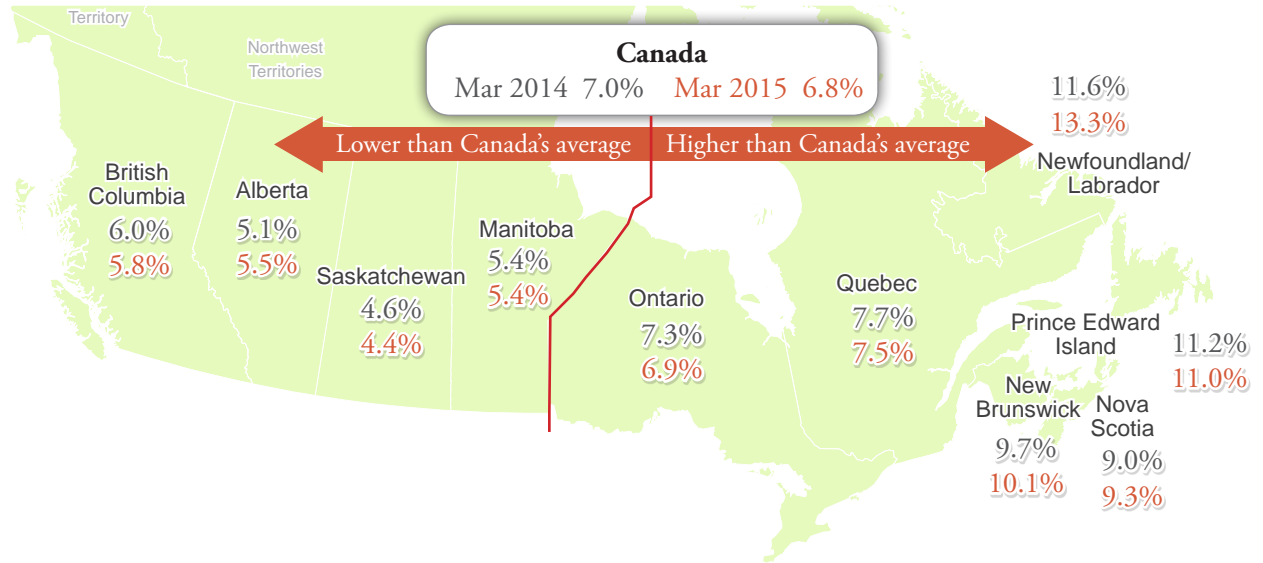 Territory
Northwest
Territories
Canada
Mar 2014 7.0% Mar 2015 6.8%
Lower than Canada's average
Higher than Canada's average
British
Columbia
6.0%
5.8%
Alberta
5.1%
5.5%
Saskatchewan
4.6%
4.4%
Manitoba
5.4%
5.4%
Ontario
7.3%
6.9%
Quebec
7.7%
7.5%
11.6%
13.3%
Newfoundland/
Labrador
Prince Edward
Island
11.2%
11.0%
New
Brunswick
9.7%
10.1%
Nova
Scotia
9.0%
9.3%